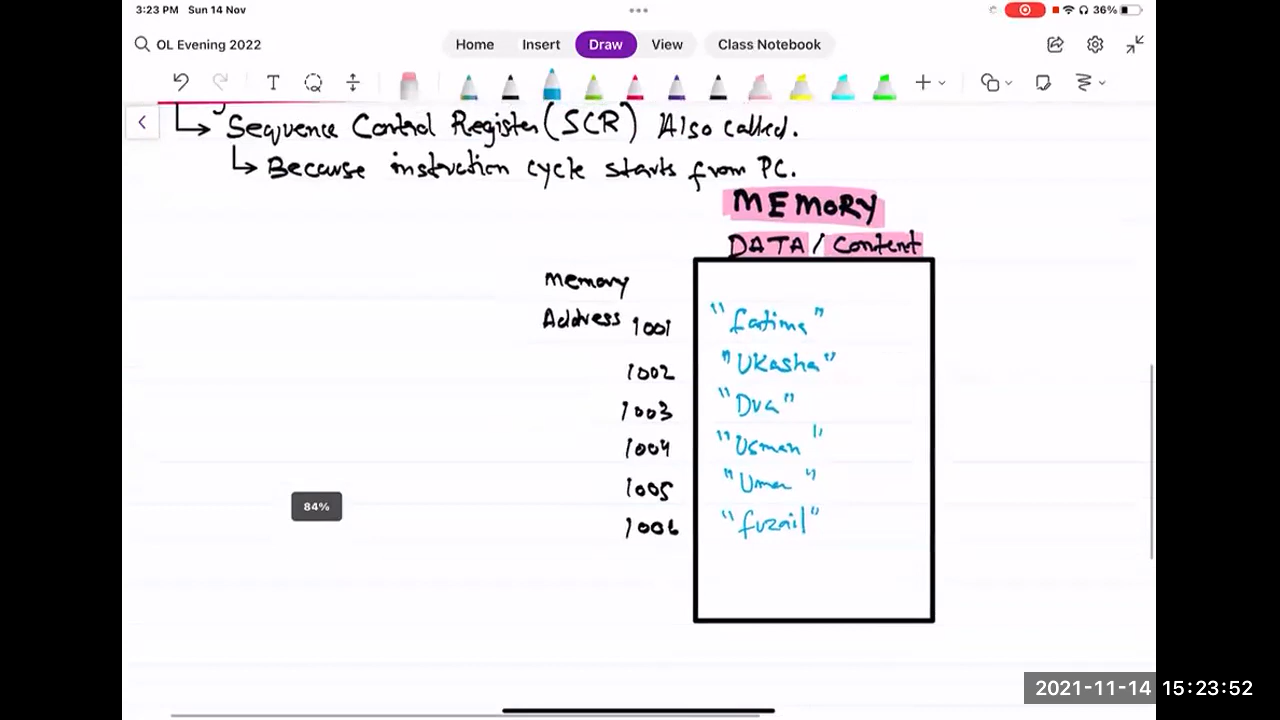 3:23 PM Sun 14 Nov
36%
OL Evening 2022
Home Insert Draw View Class Notebook
Sequence Control Register (SCR) Also called.
Because instruction cycle starts from PC.
MEMORY
DATA / Content
Memory
Address 1001 "fatima"
1002 "Ukasha"
1003 "Dua"
1004 "Usman"
1005 "Umer"
1006 "fuzail"
84%
2021-11-14 15:23:52